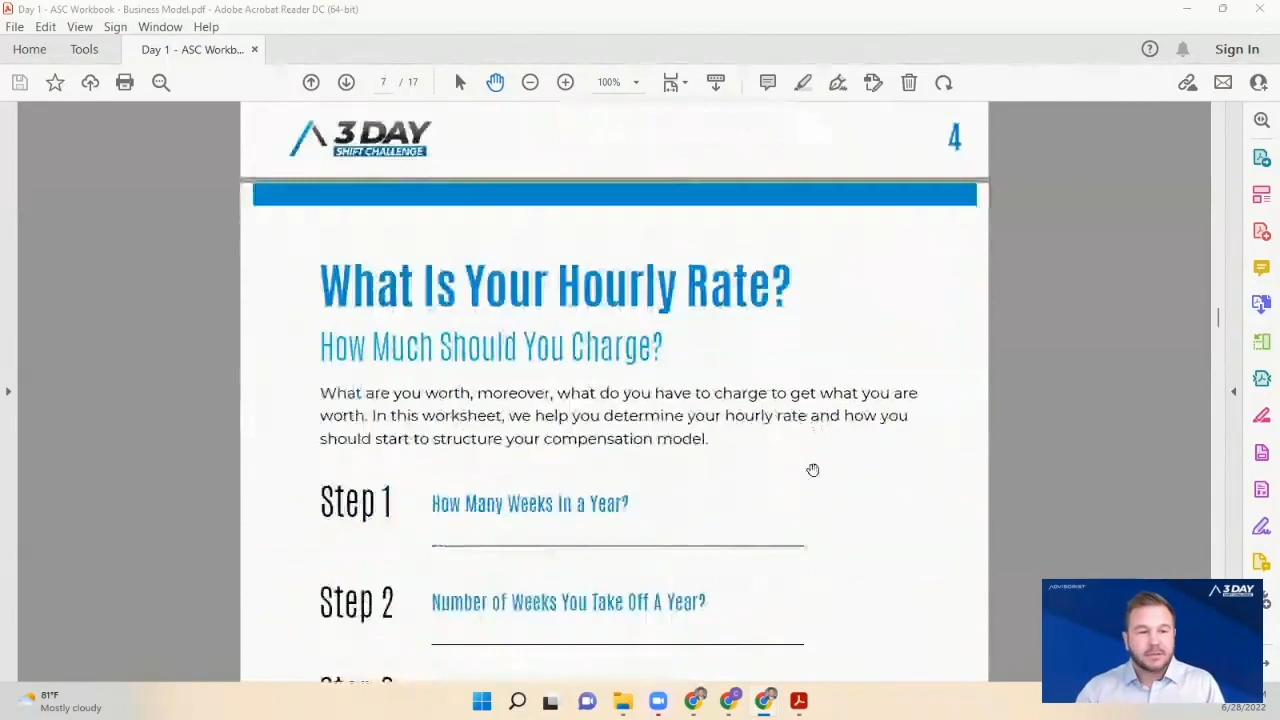 Day 1 - ASC Workbook - Business Model.pdf - Adobe Acrobat Reader DC (64-bit)
File Edit View Sign Window Help
Home Tools Day 1 - ASC Workb... × Sign In
7 / 17 100%
3 DAY
SHIFT CHALLENGE
4
What Is Your Hourly Rate?
How Much Should You Charge?
What are you worth, moreover, what do you have to charge to get what you are
worth. In this worksheet, we help you determine your hourly rate and how you
should start to structure your compensation model.
Step 1 How Many Weeks In a Year?
Step 2 Number of Weeks You Take Off A Year?
ADVISORIST 3 DAY
SHIFT CHALLENGE
81°F
Mostly cloudy
6/28/2022